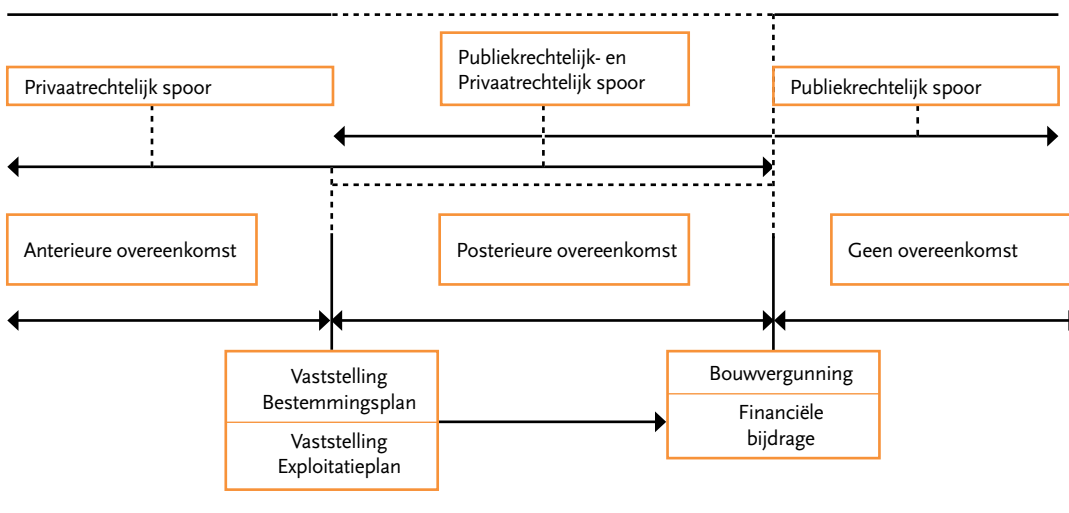 Privaatrechtelijk spoor
Publiekrechtelijk- en
Privaatrechtelijk spoor
Publiekrechtelijk spoor
Anterieure overeenkomst
Posterieure overeenkomst
Geen overeenkomst
Vaststelling
Bestemmingsplan
Vaststelling
Exploitatieplan
Bouwvergunning
Financiële
bijdrage